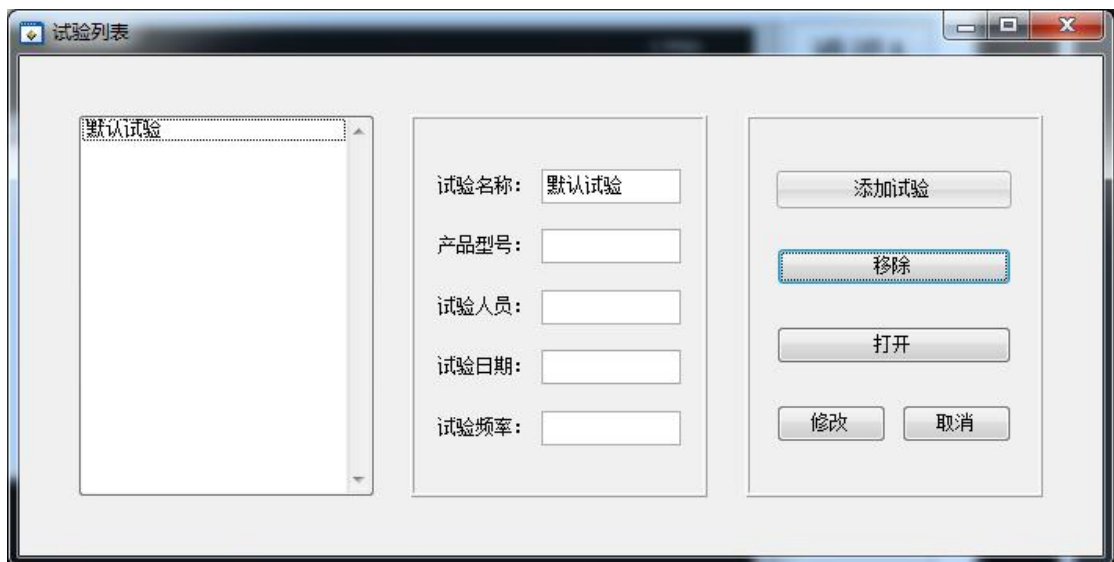 试验列表
默认试验
试验名称： 默认试验
产品型号：
试验人员：
试验日期：
试验频率：
添加试验
移除
打开
修改 取消